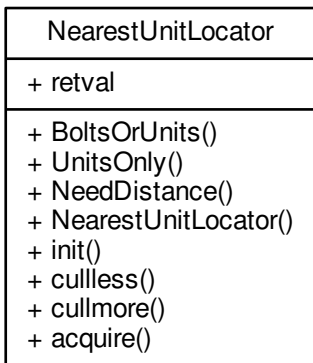 NearestUnitLocator
+ retval
+ BoltsOrUnits()
+ UnitsOnly()
+ NeedDistance()
+ NearestUnitLocator()
+ init()
+ cullless()
+ cullmore()
+ acquire()